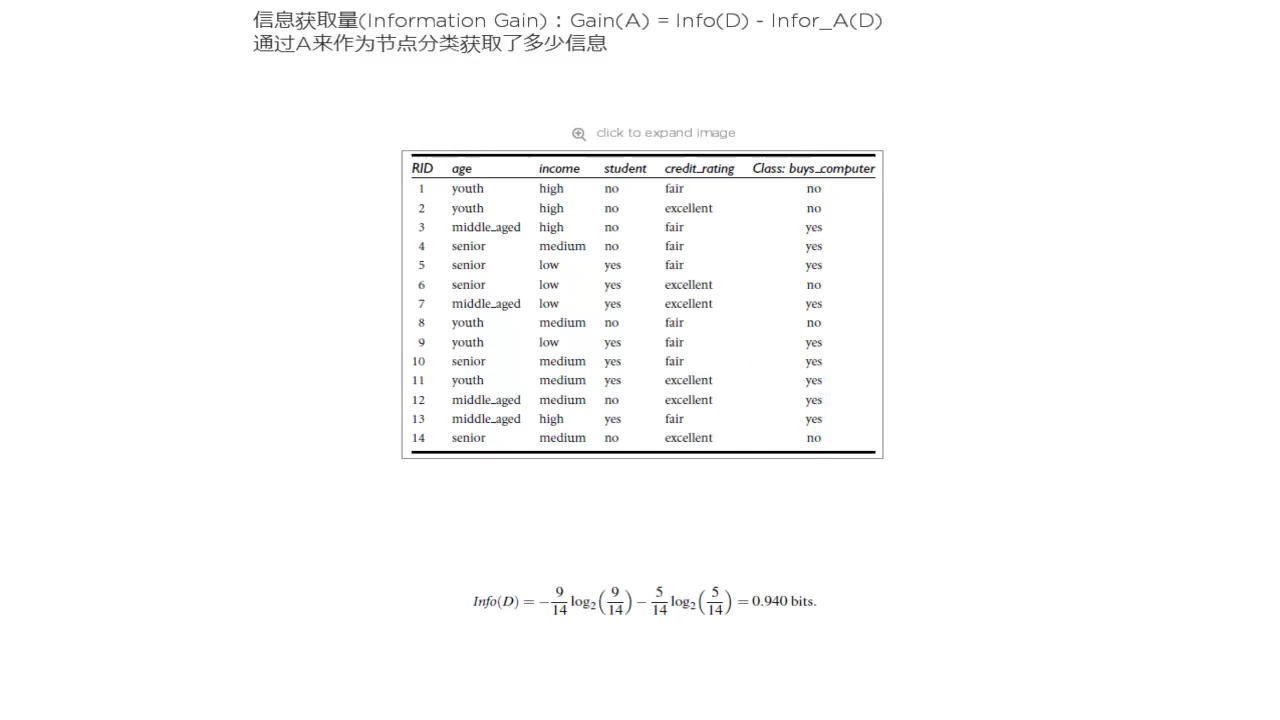 信息获取量(Information Gain)：Gain(A) = Info(D) - Infor_A(D)
通过A来作为节点分类获取了多少信息
click to expand image
RID age income student credit_rating Class: buys_computer
1 youth high no fair no
2 youth high no excellent no
3 middle_aged high no fair yes
4 senior medium no fair yes
5 senior low yes fair yes
6 senior low yes excellent no
7 middle_aged low yes excellent yes
8 youth medium no fair no
9 youth low yes fair yes
10 senior medium yes fair yes
11 youth medium yes excellent yes
12 middle_aged medium no excellent yes
13 middle_aged high yes fair yes
14 senior medium no excellent no
Info(D) = −9/14 log₂(9/14) − 5/14 log₂(5/14) = 0.940 bits.